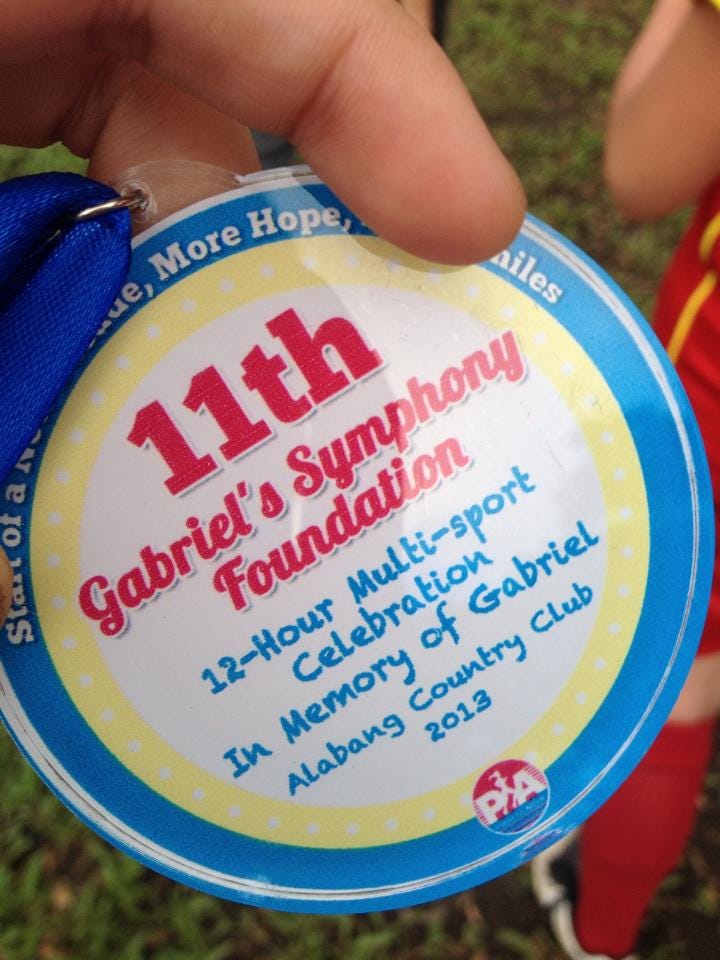 Start of a More Hope,
11th
Gabriel's Symphony
Foundation
12-Hour Multi-sport
Celebration
In Memory of Gabriel
Alabang Country Club
2013